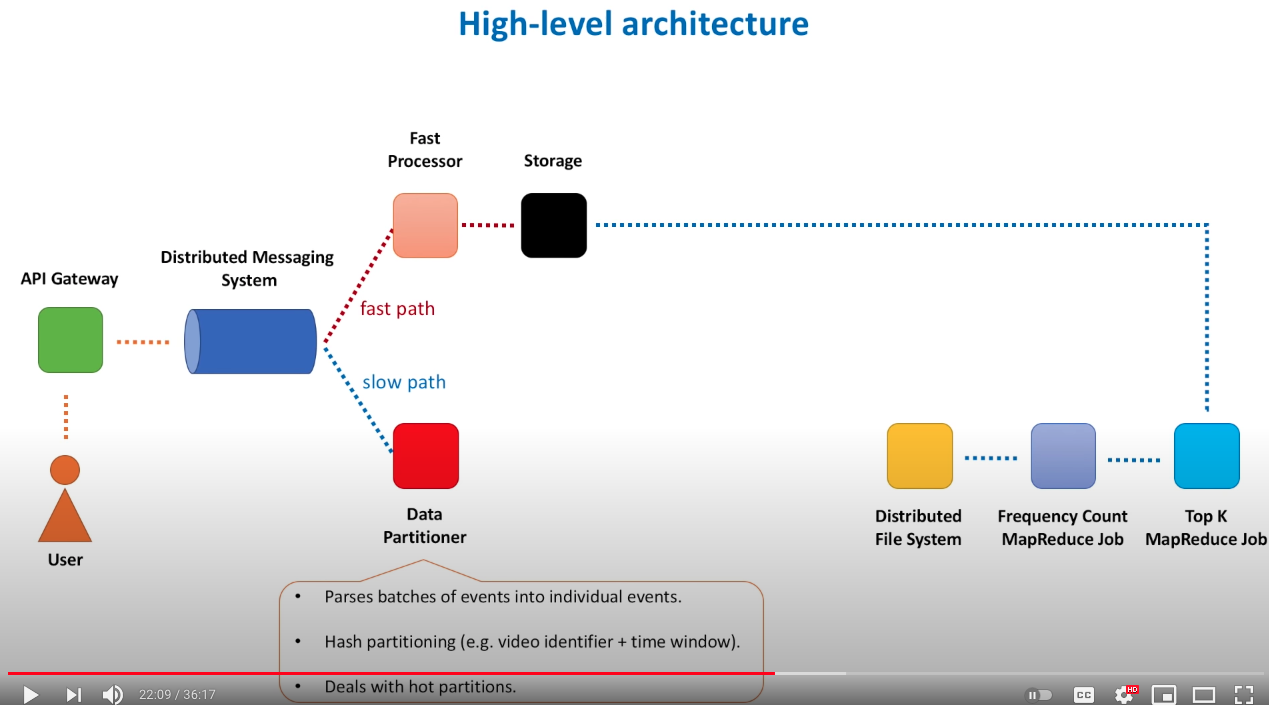 High-level architecture
Fast
Processor
Storage
Distributed Messaging
System
API Gateway
fast path
slow path
Data
Partitioner
Distributed
File System
Frequency Count
MapReduce Job
Top K
MapReduce Job
User
• Parses batches of events into individual events.
• Hash partitioning (e.g. video identifier + time window).
• Deals with hot partitions.
22:09 / 36:17
CC
HD